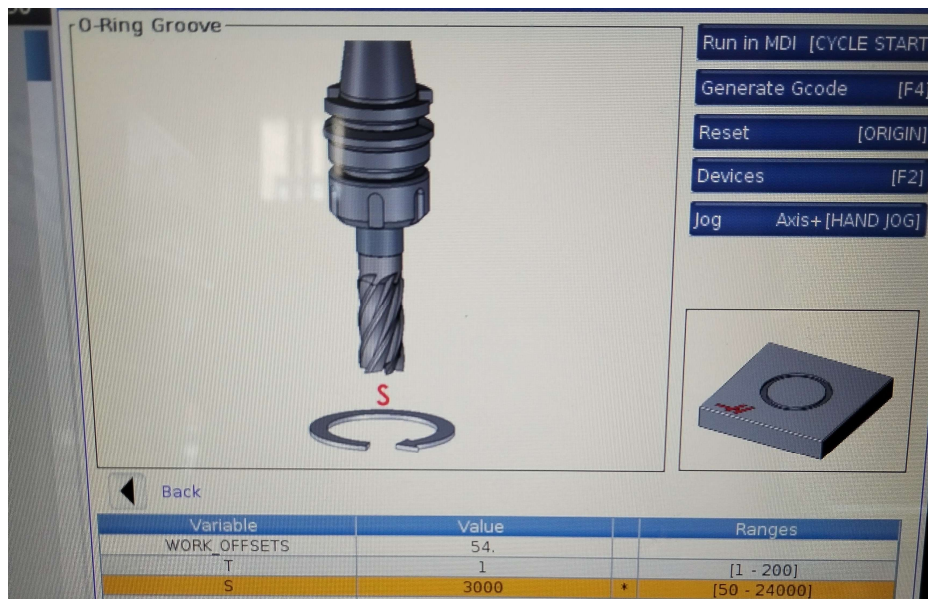 O-Ring Groove
Run in MDI [CYCLE START
Generate Gcode [F4]
Reset [ORIGIN]
Devices [F2]
Jog Axis+[HAND JOG]
S
Back
Variable Value Ranges
WORK_OFFSETS 54.
T 1 [1 - 200]
S 3000 * [50 - 24000]